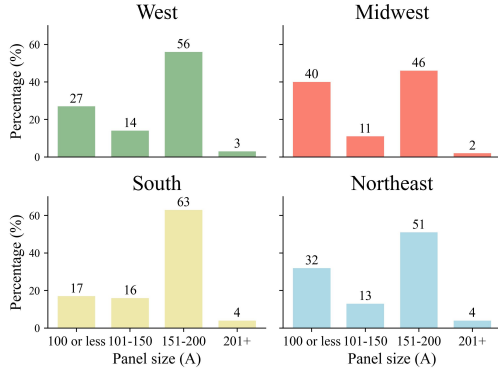 West
Midwest
Percentage (%)
60
40
20
0
27
14
56
3
40
11
46
2
South
Northeast
Percentage (%)
60
40
20
0
17
16
63
4
32
13
51
4
100 or less 101-150 151-200 201+
100 or less 101-150 151-200 201+
Panel size (A)
Panel size (A)